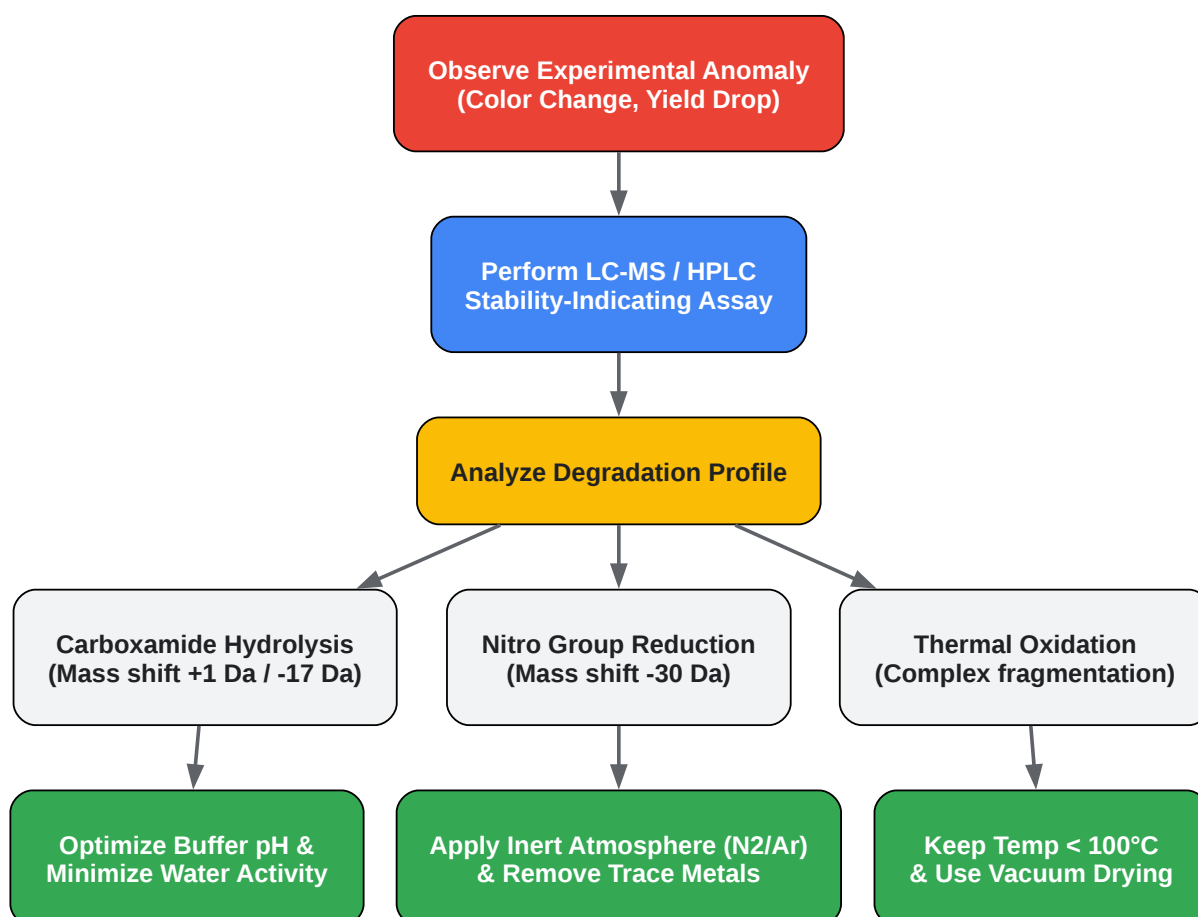 Observe Experimental Anomaly
(Color Change, Yield Drop)
Perform LC-MS / HPLC
Stability-Indicating Assay
Analyze Degradation Profile
Carboxamide Hydrolysis
(Mass shift +1 Da / -17 Da)
Nitro Group Reduction
(Mass shift -30 Da)
Thermal Oxidation
(Complex fragmentation)
Optimize Buffer pH &
Minimize Water Activity
Apply Inert Atmosphere (N2/Ar)
& Remove Trace Metals
Keep Temp < 100°C
& Use Vacuum Drying